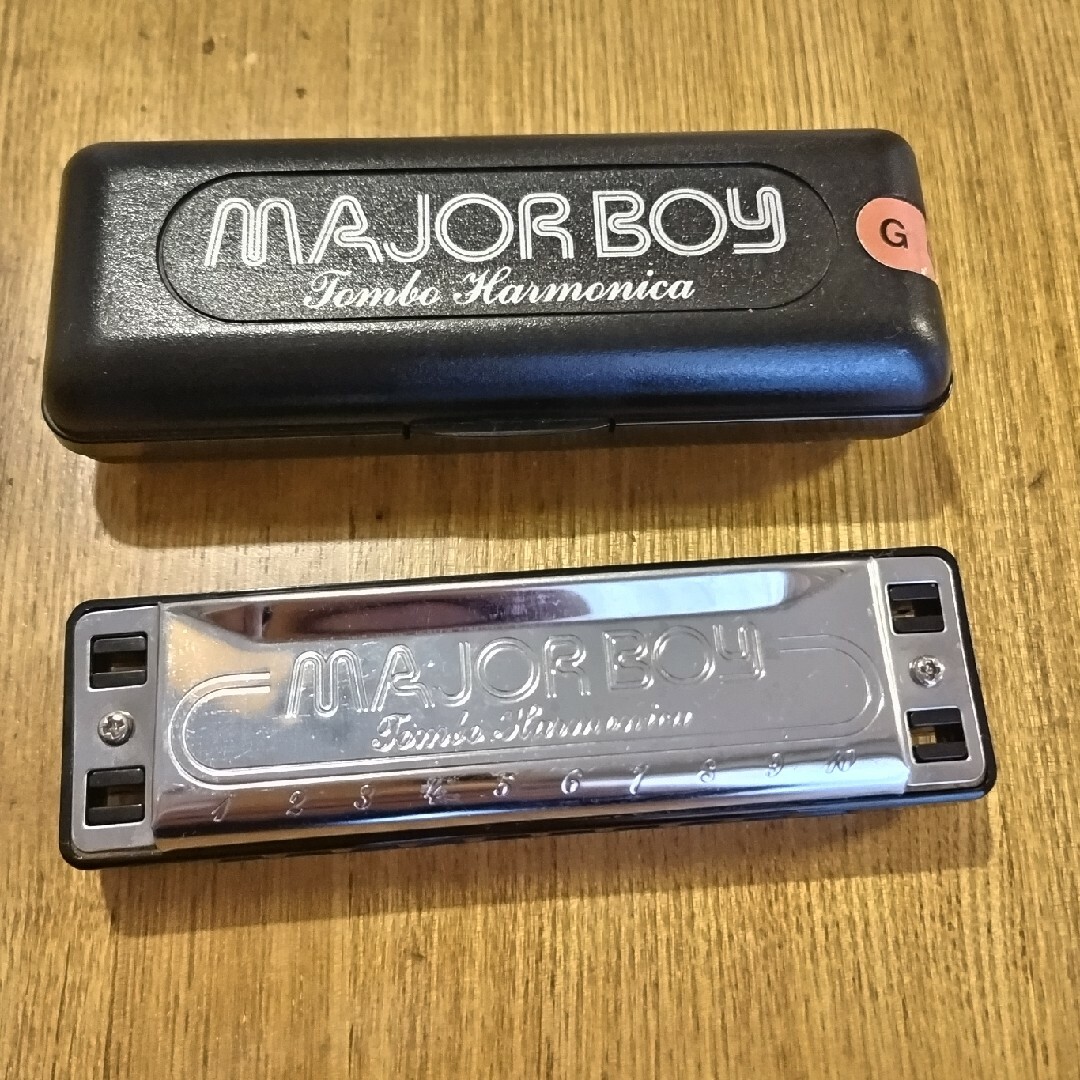 MAJOR BOY
Tombo Harmonica
G
MAJOR BOY
Tombo Harmonica
1 2 3 4 5 6 7 8 9 10